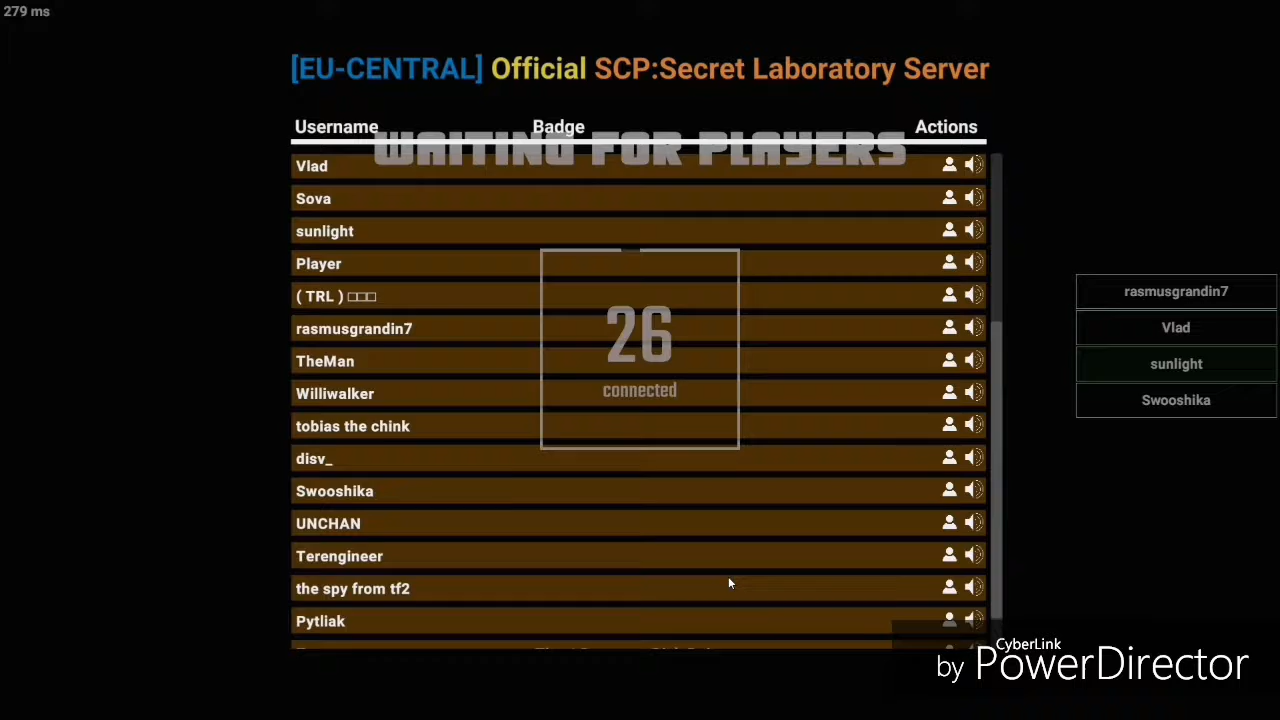 279 ms
[EU-CENTRAL] Official SCP:Secret Laboratory Server
Username Badge Actions
WAITING FOR PLAYERS
Vlad
Sova
sunlight
Player
( TRL ) □□□
rasmusgrandin7
TheMan
Williwalker
tobias the chink
disv_
Swooshika
UNCHAN
Terengineer
the spy from tf2
Pytliak
26
connected
rasmusgrandin7
Vlad
sunlight
Swooshika
CyberLink
by PowerDirector